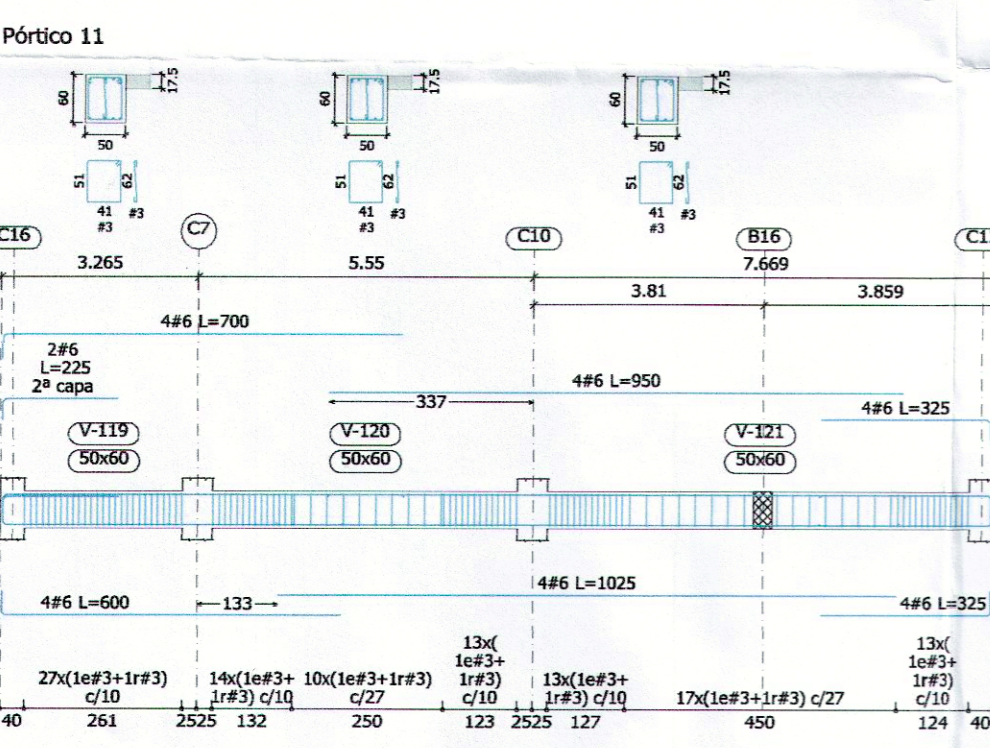 Pórtico 11
60 17.5 60 17.5 60 17.5
50 50 50
51 62 51 62 51 62
41 #3 41 #3 41 #3
#3 #3 #3
C16 C7 C10 B16
3.265 5.55 7.669
3.81 3.859
4#6 L=700
2#6
L=225
2ª capa
4#6 L=950
337
4#6 L=325
V-119 V-120 V-121
50x60 50x60 50x60
4#6 L=1025
4#6 L=600 133 4#6 L=325
27x(1e#3+1r#3)
c/10
14x(1e#3+
1r#3) c/10
10x(1e#3+1r#3)
c/27
13x(
1e#3+
1r#3)
c/10
13x(1e#3+
1r#3) c/10
17x(1e#3+1r#3) c/27
13x(
1e#3+
1r#3)
c/10
40 261 2525 132 250 123 2525 127 450 124 40